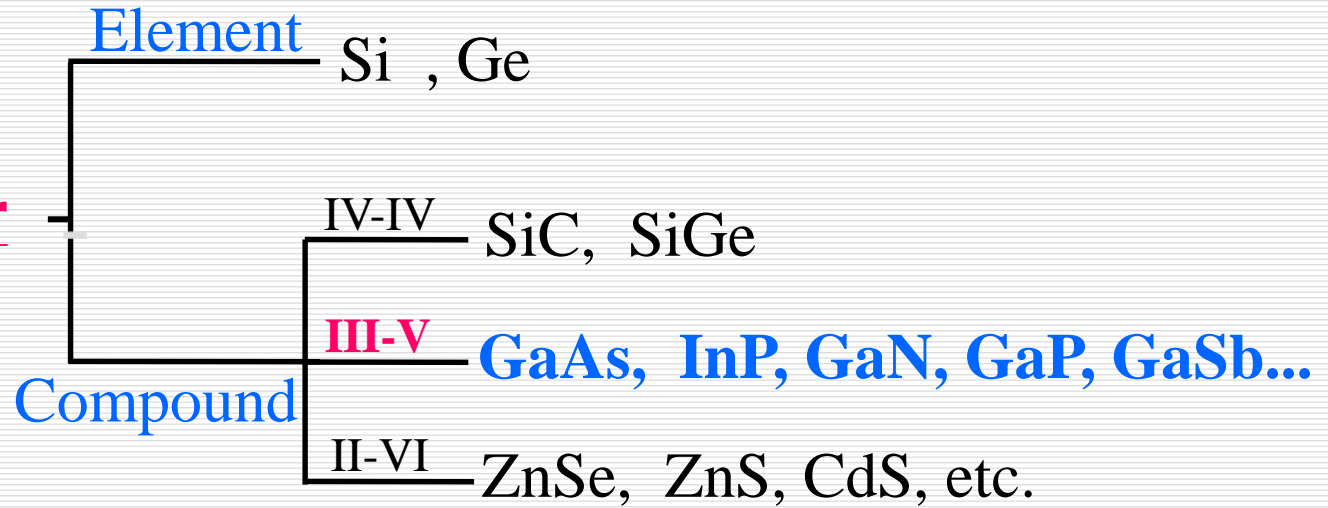 Element
Si , Ge
IV-IV
SiC, SiGe
III-V
GaAs, InP, GaN, GaP, GaSb...
Compound
II-VI
ZnSe, ZnS, CdS, etc.